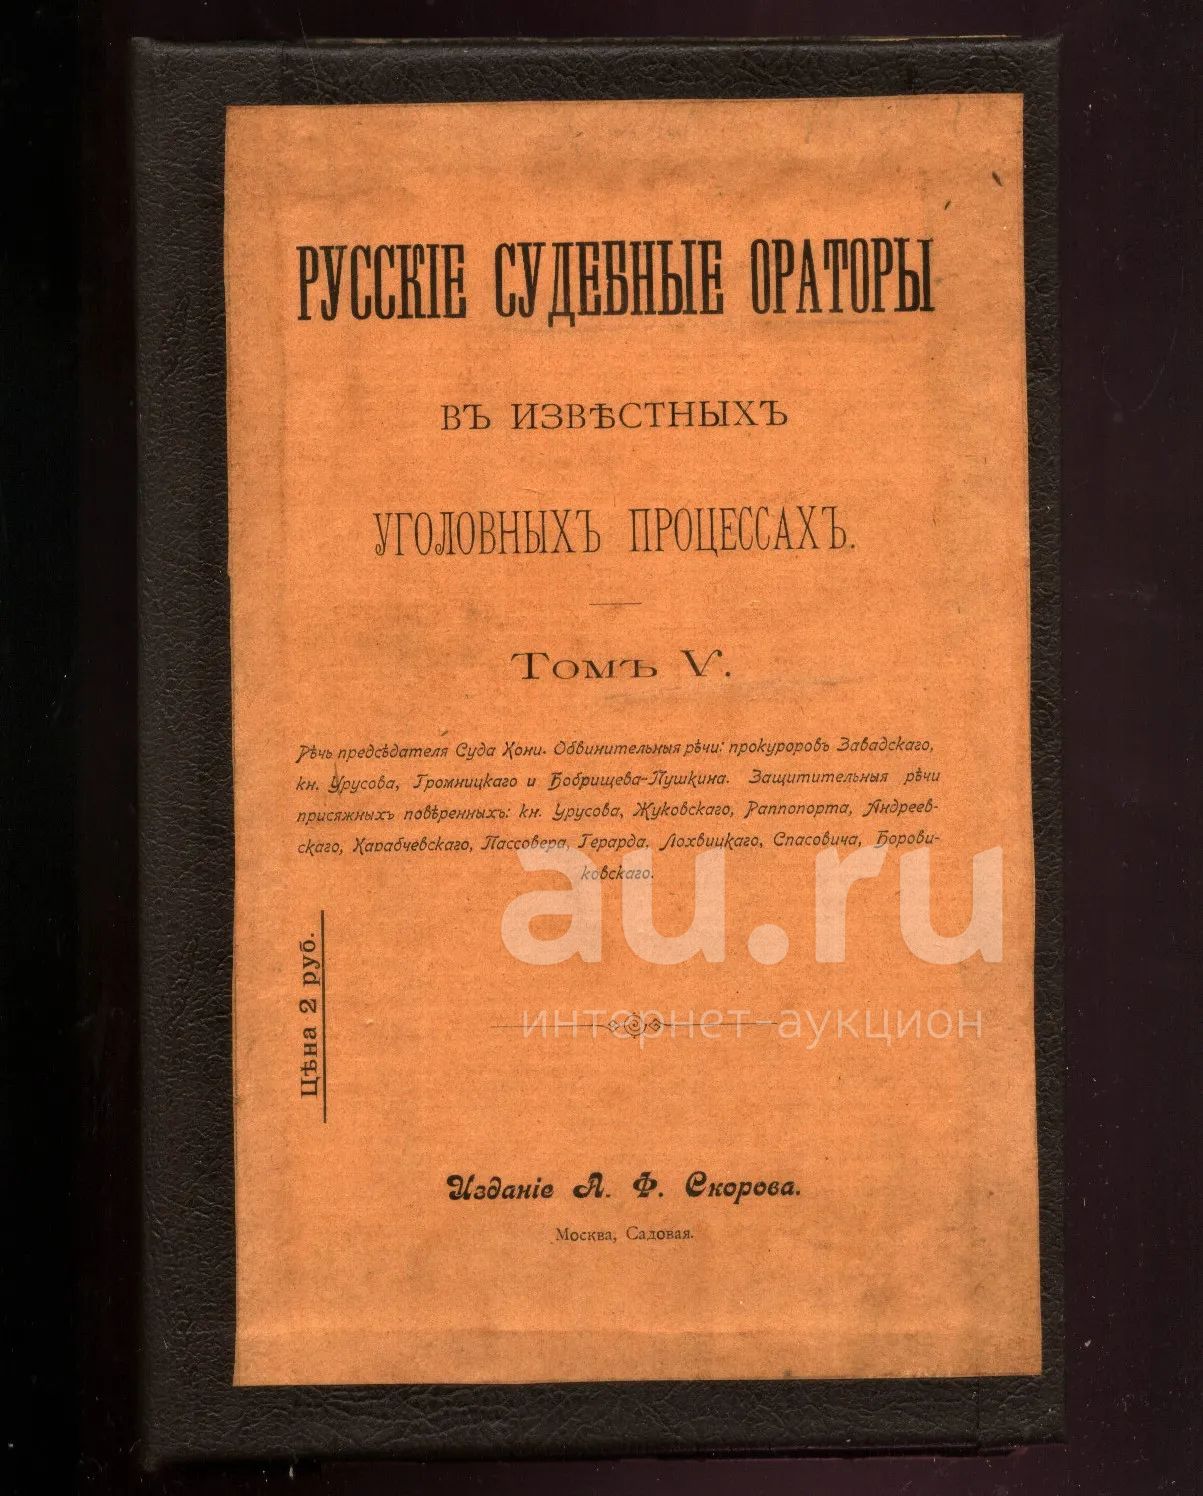 РУССКІЕ СУДЕБНЫЕ ОРАТОРЫ
ВЪ ИЗВѢСТНЫХЪ
УГОЛОВНЫХЪ ПРОЦЕССАХЪ.
ТОМЪ V.
Рѣчь предсѣдателя Суда Кони. Обвинительныя рѣчи: прокуроровъ Завадскаго,
кн. Урусова, Громницкаго и Бобрищева-Пушкина. Защитительныя рѣчи
присяжныхъ повѣренныхъ: кн. Урусова, Жуковскаго, Раппопорта, Андреев-
скаго, Карабчевскаго, Пассовера, Герарда, Лохвицкаго, Спасовича, Борови-
ковскаго.
au.ru
интернет-аукцион
Цѣна 2 руб.
Изданіе А. Ф. Скорова.
Москва, Садовая.